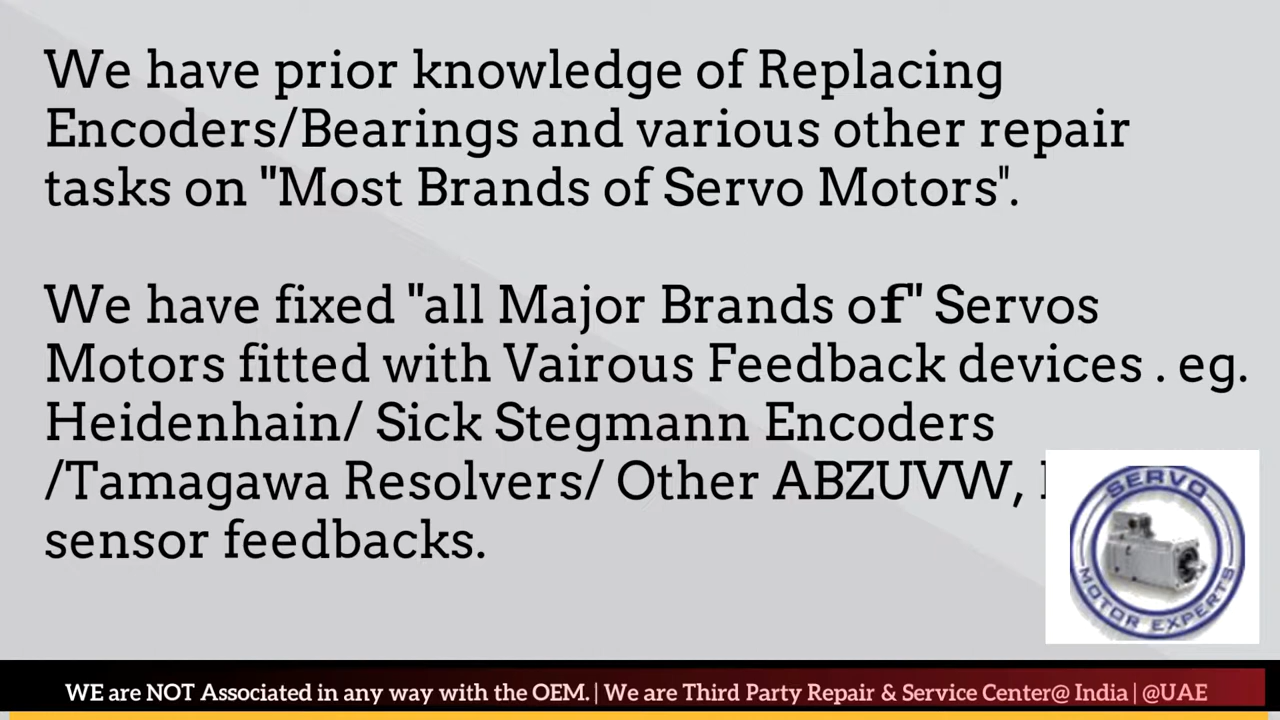 We have prior knowledge of Replacing
Encoders/Bearings and various other repair
tasks on "Most Brands of Servo Motors".
We have fixed "all Major Brands of" Servos
Motors fitted with Vairous Feedback devices . eg.
Heidenhain/ Sick Stegmann Encoders
/Tamagawa Resolvers/ Other ABZUVW,
sensor feedbacks.
SERVO
MOTOR EXPERTS
WE are NOT Associated in any way with the OEM. | We are Third Party Repair & Service Center@ India | @UAE